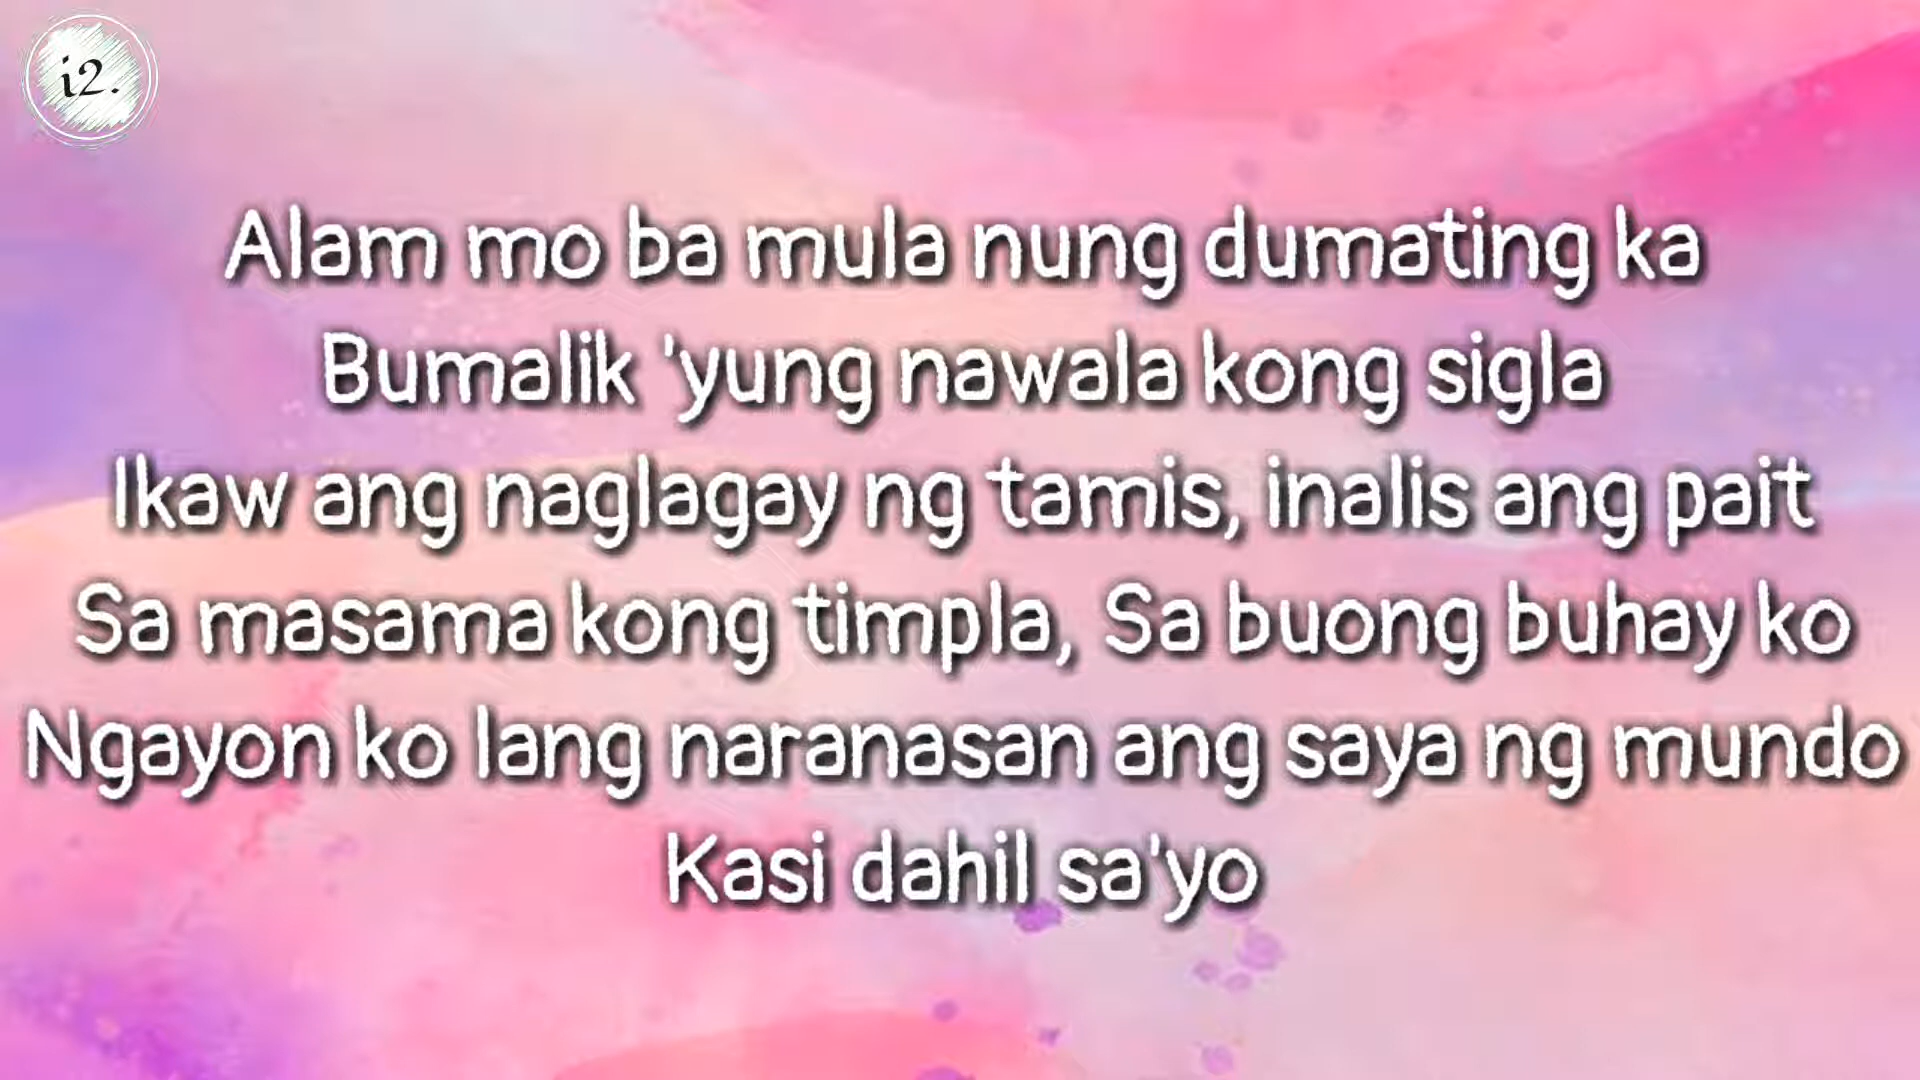 i2.
Alam mo ba mula nung dumating ka
Bumalik 'yung nawala kong sigla
Ikaw ang naglagay ng tamis, inalis ang pait
Sa masama kong timpla, Sa buong buhay ko
Ngayon ko lang naranasan ang saya ng mundo
Kasi dahil sa'yo